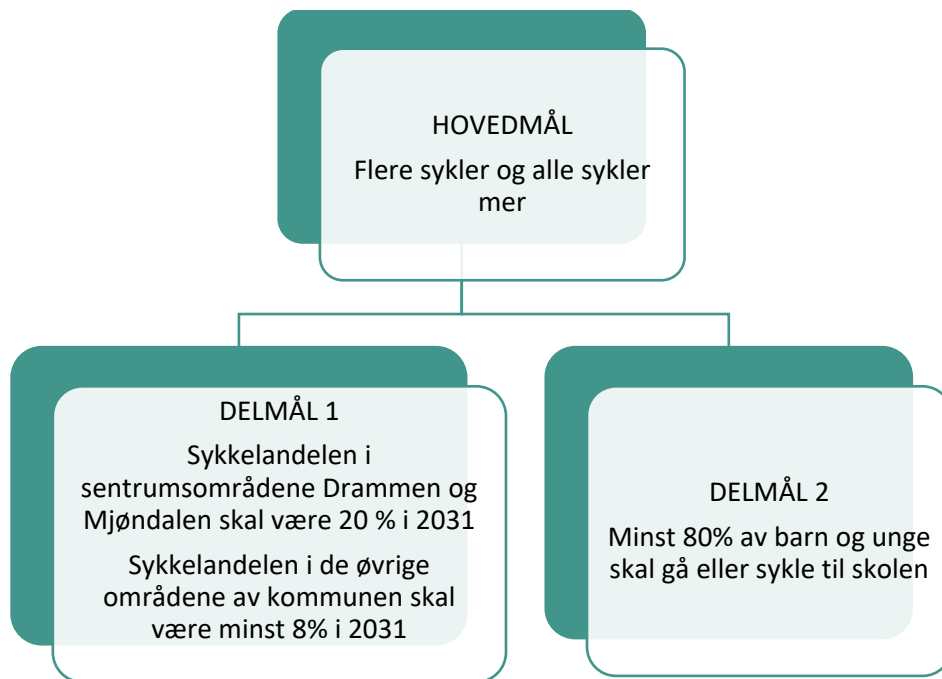 HOVEDMÅL
Flere sykler og alle sykler
mer
DELMÅL 1
Sykkelandelen i
sentrumsområdene Drammen og
Mjøndalen skal være 20 % i 2031
Sykkelandelen i de øvrige
områdene av kommunen skal
være minst 8% i 2031
DELMÅL 2
Minst 80% av barn og unge
skal gå eller sykle til skolen